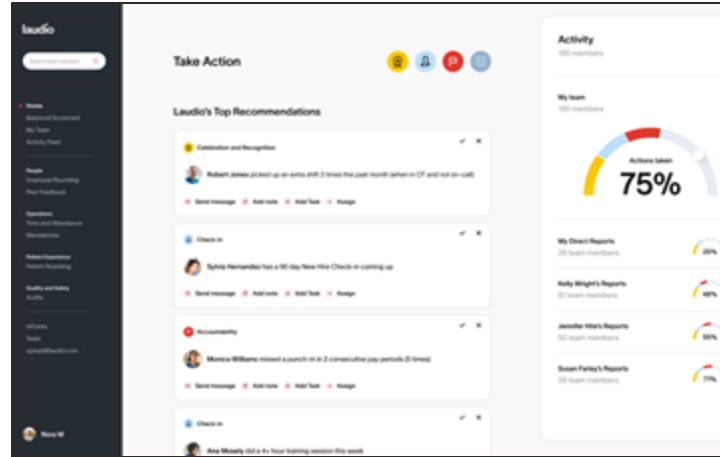 laudio
Search team members
Home
Balanced Scorecard
My Team
Activity Feed
People
Employee Rounding
Peer Feedback
Operations
Time and Attendance
Mandatories
Patient Experience
Patient Rounding
Quality and Safety
Audits
InForms
Tasks
Nora M
Take Action
Laudio's Top Recommendations
Celebration and Recognition
Robert Jones picked up an extra shift 2 times this past month (when in OT and not on-call)
Send message Add note Add Task Assign
Check in
Sylvia Hernandez has a 90 day New Hire Check-in coming up
Send message Add note Add Task Assign
Accountability
Monica Williams missed a punch in in 2 consecutive pay periods (5 times)
Send message Add note Add Task Assign
Check in
Ana Mosely did a 4+ hour training session this week
Activity
185 members
My team
185 members
Actions taken
75%
My Direct Reports
25%
Kelly Wright's Reports
51 team members
Jennifer Hite's Reports
50 team members
55%
Susan Farley's Reports